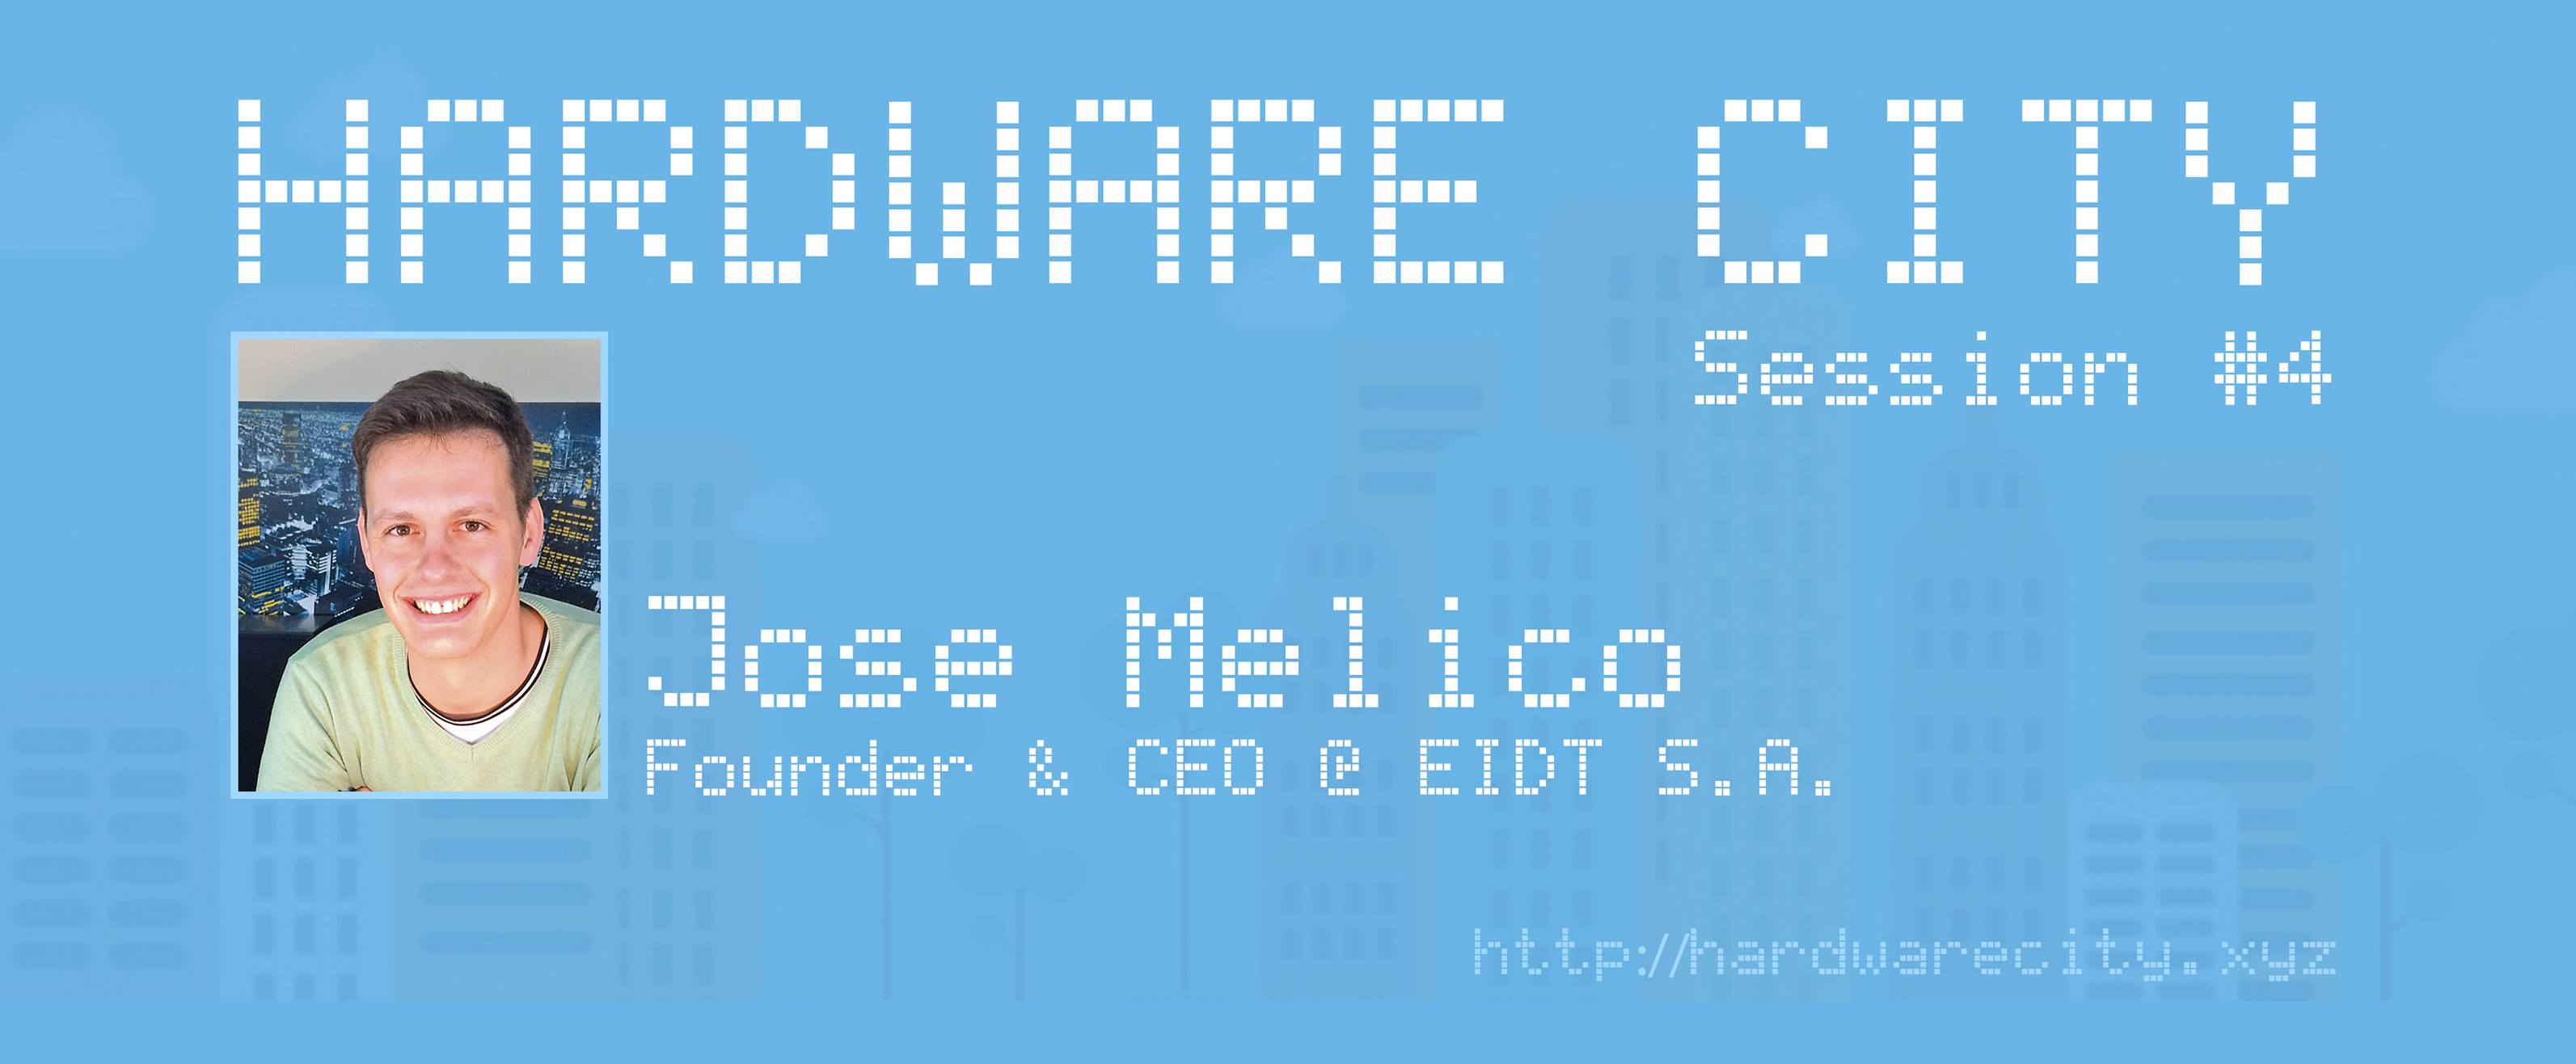 HARDWARE CITY
Session #4
Jose Melico
Founder & CEO @ EIDT S.A.
http://hardwarecity.xyz